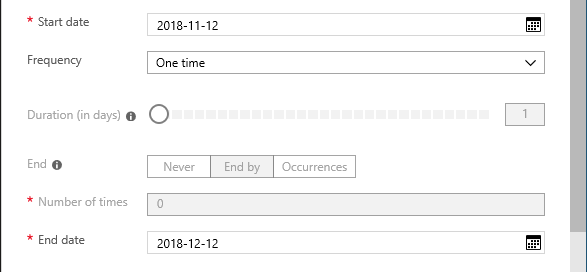 * Start date 2018-11-12
Frequency One time
Duration (in days) 1
End Never End by Occurrences
* Number of times 0
* End date 2018-12-12